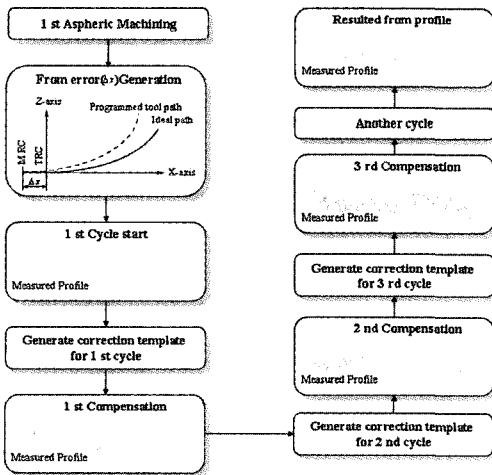 1 st Aspheric Machining
From error(Δx)Generation
Z-axis
Programmed tool path
Ideal path
MRC
TRC
X-axis
Δx
1 st Cycle start
Measured Profile
Generate correction template
for 1 st cycle
1 st Compensation
Measured Profile
Generate correction template
for 2 nd cycle
2 nd Compensation
Measured Profile
Generate correction template
for 3 rd cycle
3 rd Compensation
Measured Profile
Another cycle
Resulted from profile
Measured Profile